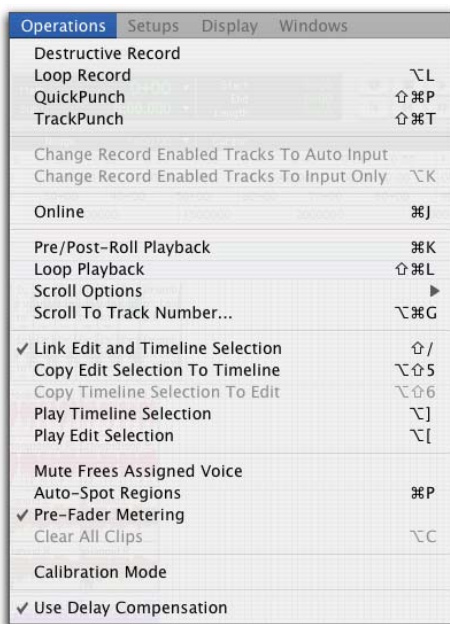 Operations Setups Display Windows
Destructive Record
Loop Record ⌥L
QuickPunch ⇧⌘P
TrackPunch ⇧⌘T
Change Record Enabled Tracks To Auto Input
Change Record Enabled Tracks To Input Only ⌥K
Online ⌘J
Pre/Post-Roll Playback ⌘K
Loop Playback ⇧⌘L
Scroll Options ▶
Scroll To Track Number... ⌥⌘G
✓ Link Edit and Timeline Selection ⇧/
Copy Edit Selection To Timeline ⌥⇧5
Copy Timeline Selection To Edit ⌥⇧6
Play Timeline Selection ⌥]
Play Edit Selection ⌥[
Mute Frees Assigned Voice
Auto-Spot Regions ⌘P
✓ Pre-Fader Metering
Clear All Clips ⌥C
Calibration Mode
✓ Use Delay Compensation